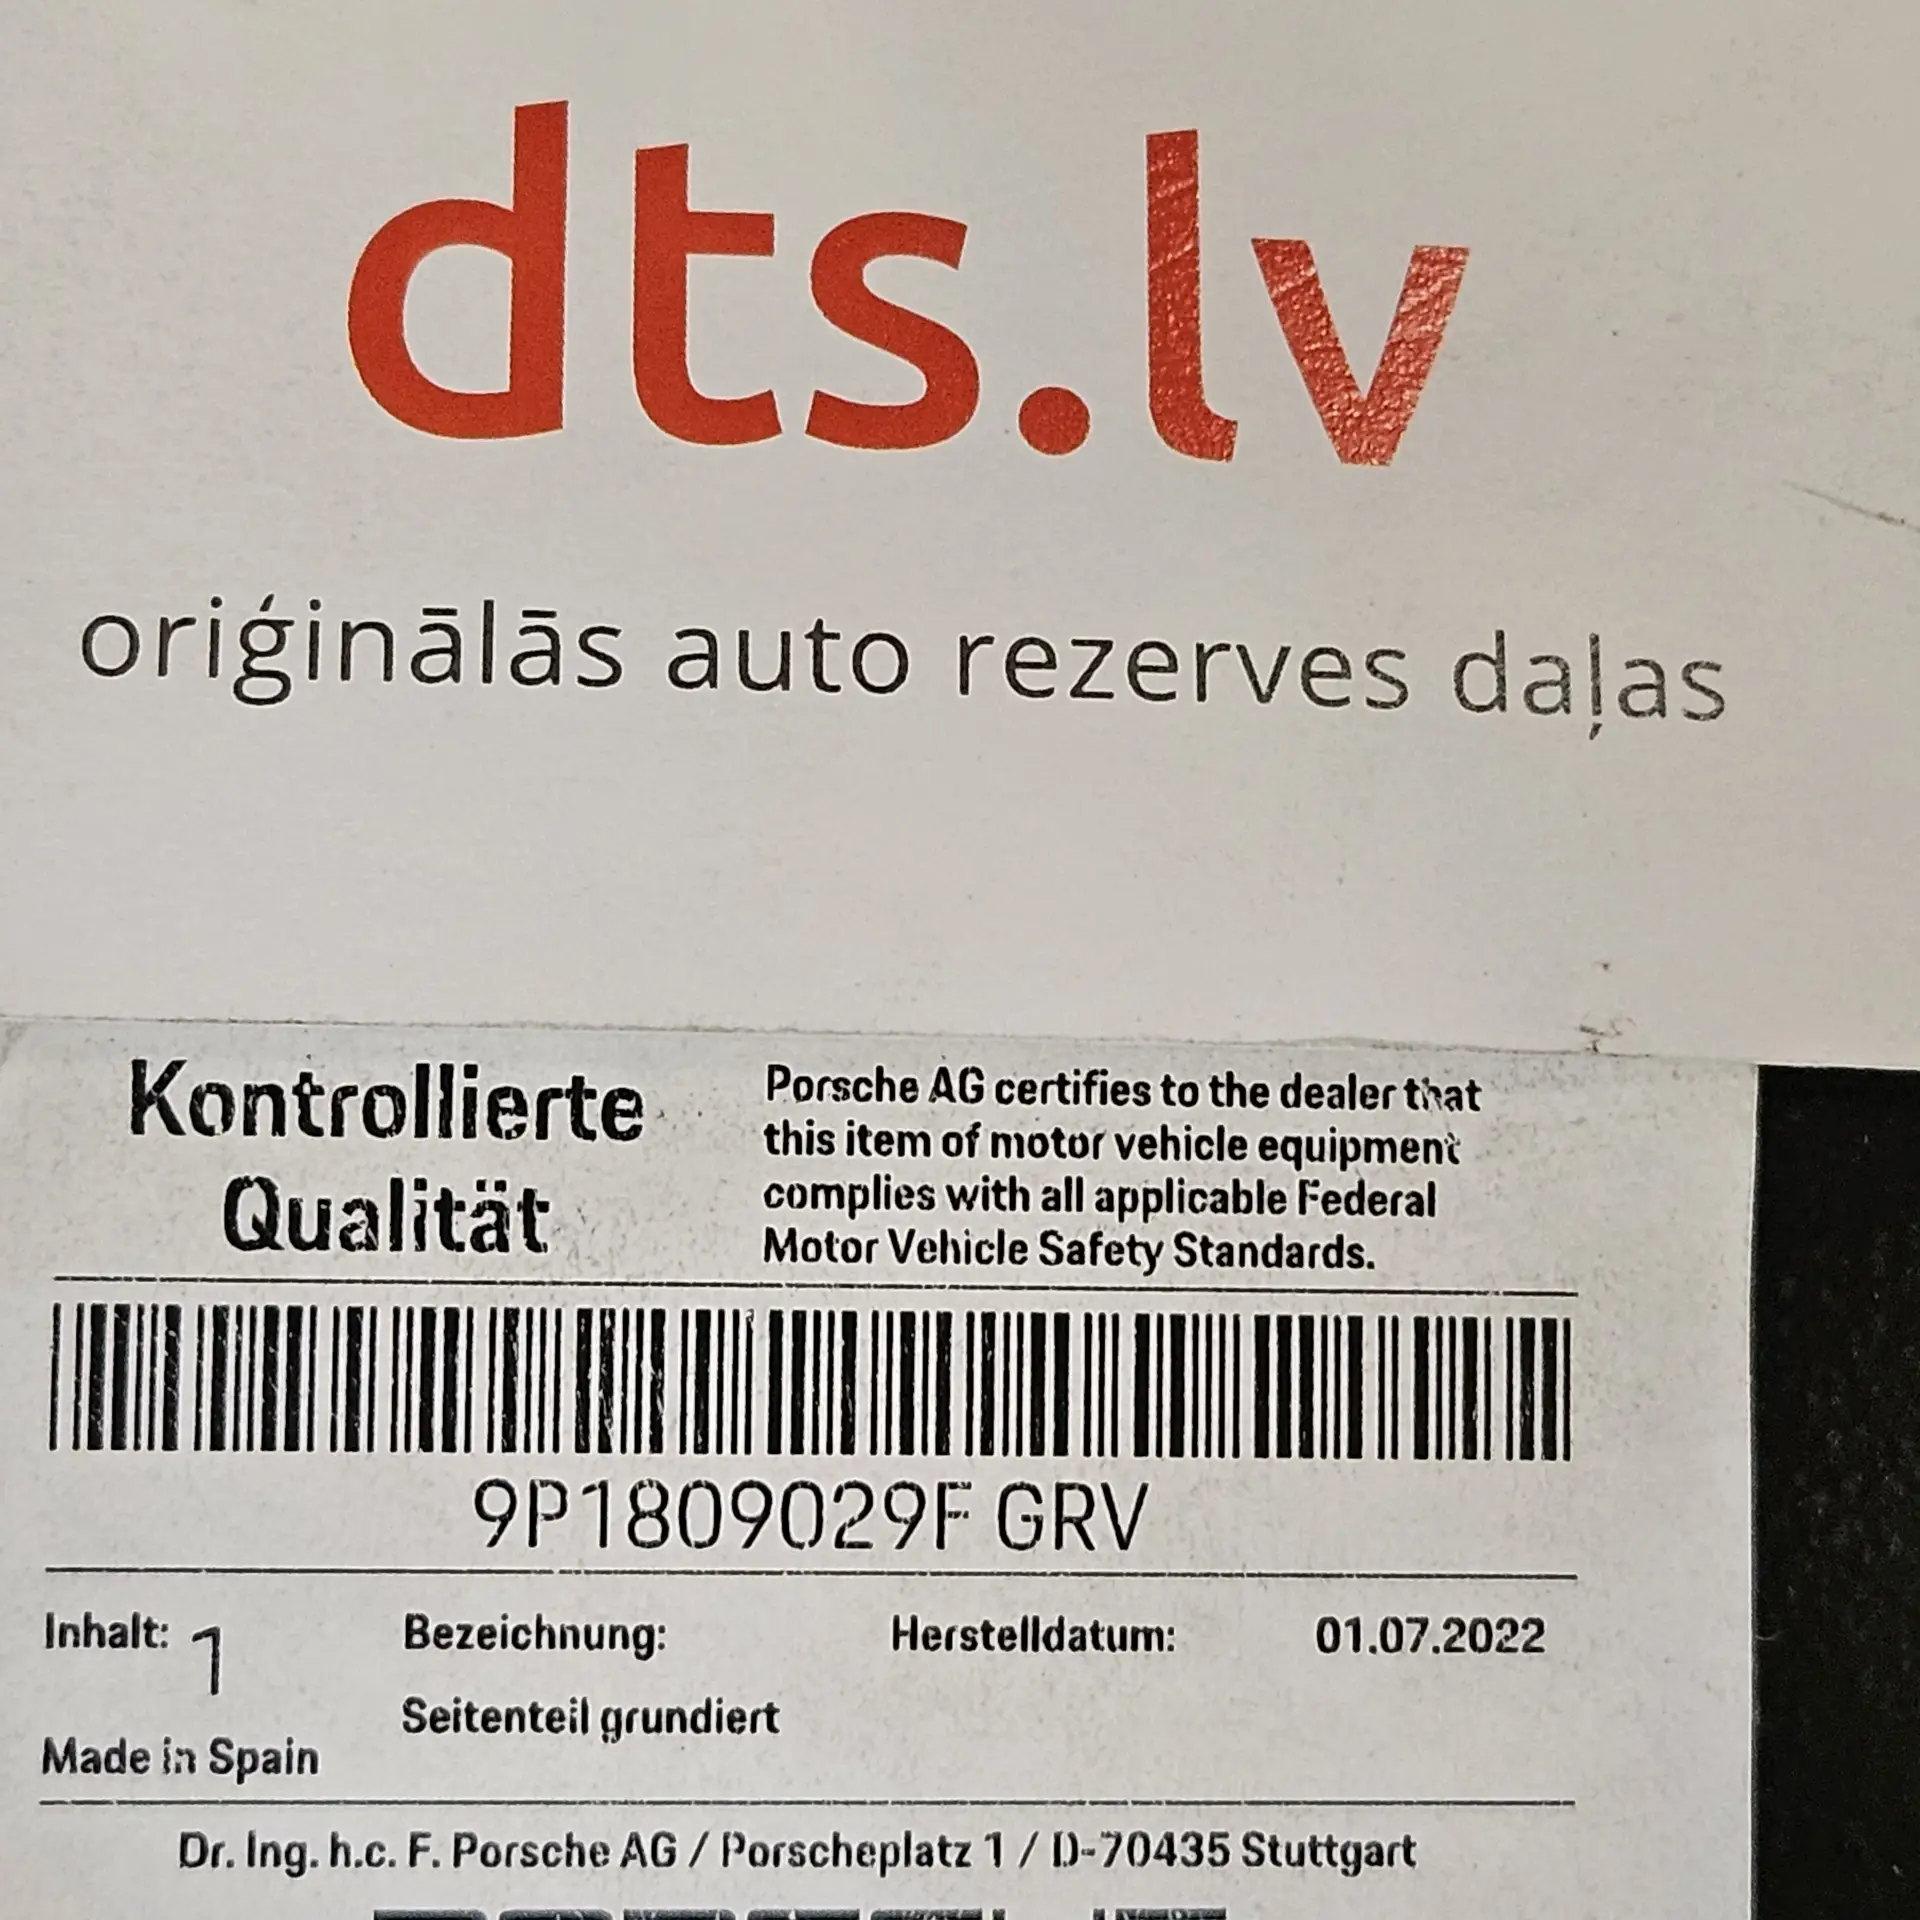 dts.lv
oriģinālās auto rezerves daļas
Kontrollierte
Qualität
Porsche AG certifies to the dealer that
this item of motor vehicle equipment
complies with all applicable Federal
Motor Vehicle Safety Standards.
9P1809029F GRV
Inhalt: 1
Made in Spain
Bezeichnung:
Seitenteil grundiert
Herstelldatum: 01.07.2022
Dr. Ing. h.c. F. Porsche AG / Porscheplatz 1 / D-70435 Stuttgart